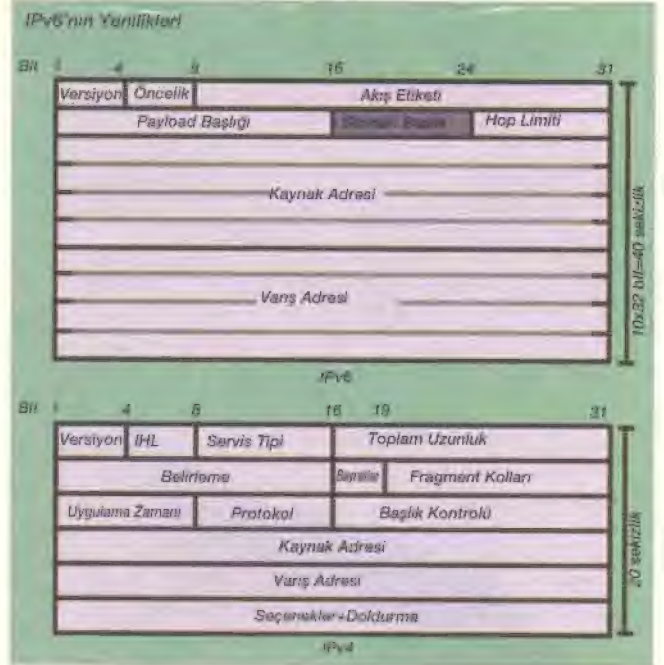 IPv6'nın Yenilikleri
Bit 1 4 8 16 24 31
Versiyon Öncelik Akış Etiketi
Payload Başlığı Hop Limiti
Kaynak Adresi
Varış Adresi
10x32 bit=40 sekizlik
IPv6
Bit 1 4 8 16 19 31
Versiyon IHL Servis Tipi Toplam Uzunluk
Belirleme Bayraklar Fragment Kolları
Uygulama Zamanı Protokol Başlık Kontrolü
Kaynak Adresi
Varış Adresi
Seçenekler+Doldurma
20 sekizlik
IPv4